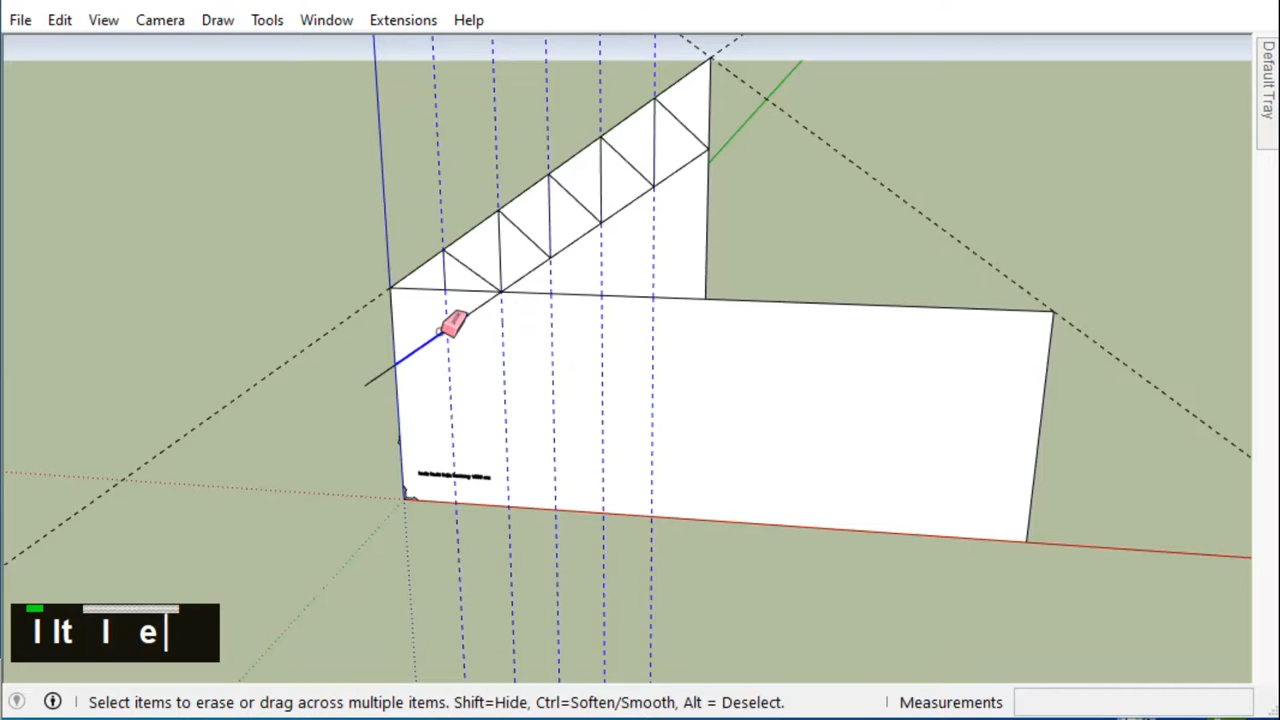 File Edit View Camera Draw Tools Window Extensions Help
Default Tray
l lt l e
Select items to erase or drag across multiple items. Shift=Hide, Ctrl=Soften/Smooth, Alt = Deselect.
Measurements